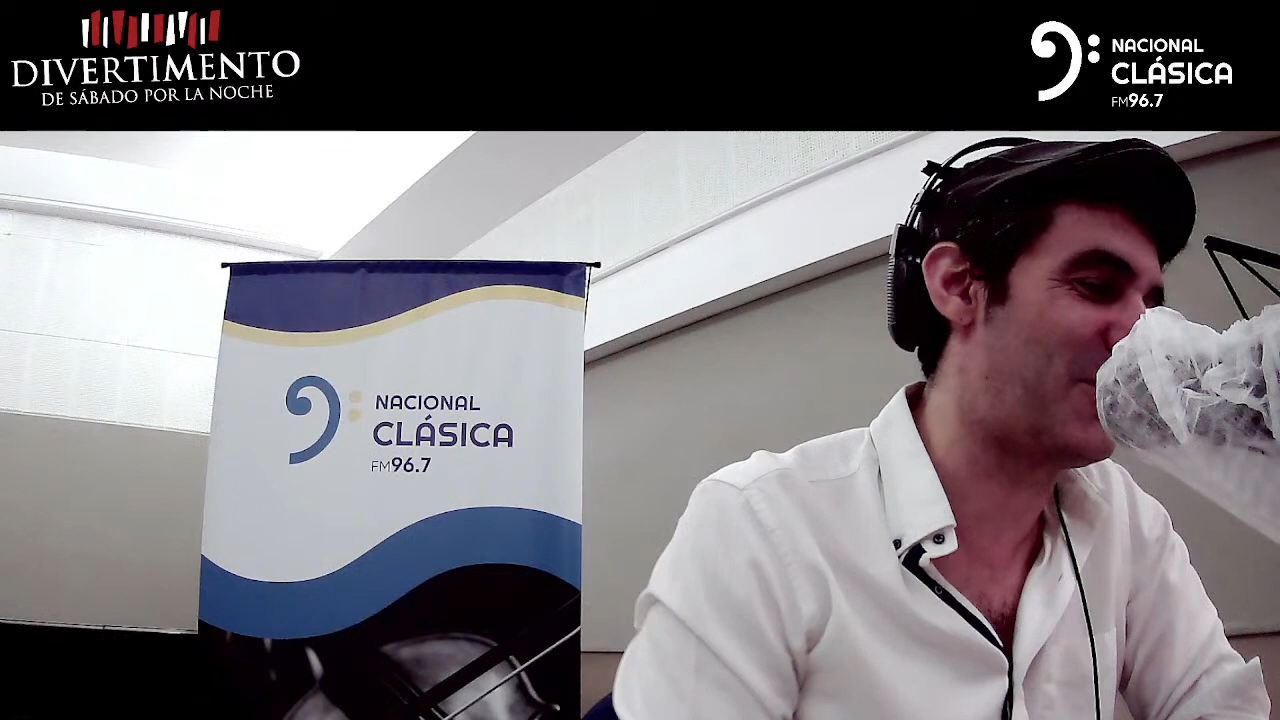 DIVERTIMENTO
DE SÁBADO POR LA NOCHE
NACIONAL
CLÁSICA
FM96.7
NACIONAL
CLÁSICA
FM96.7